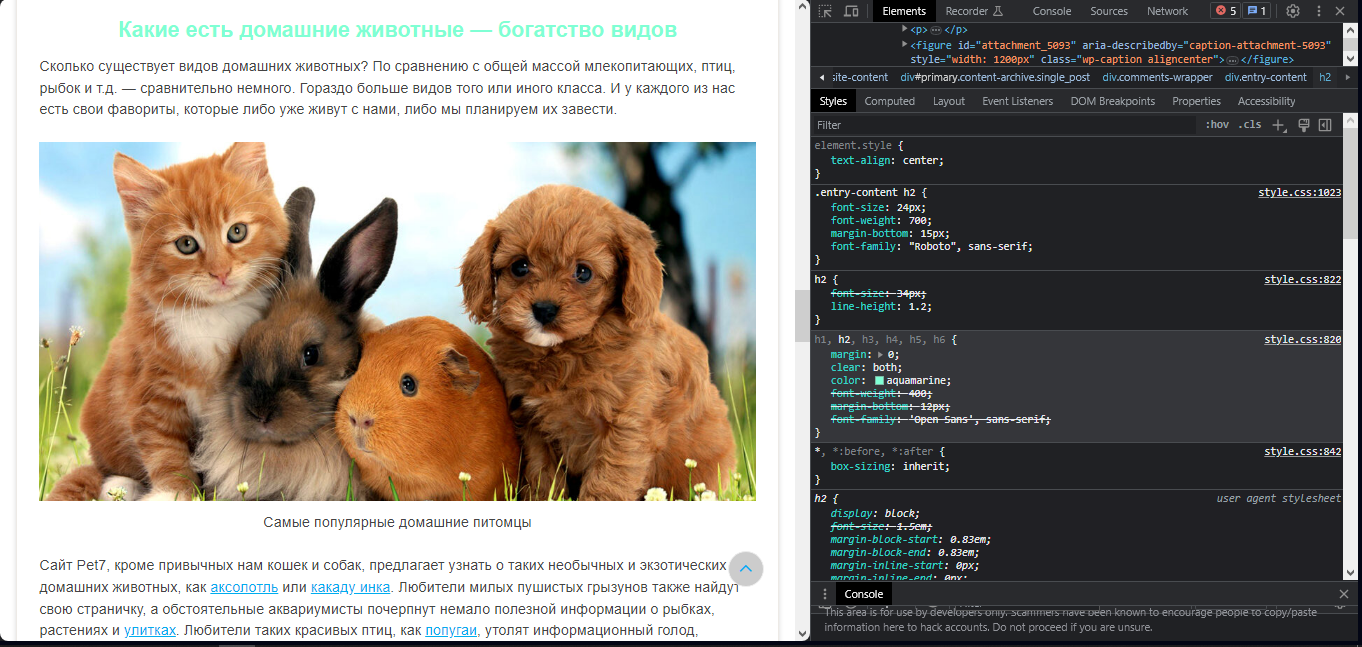 Какие есть домашние животные — богатство видов
Сколько существует видов домашних животных? По сравнению с общей массой млекопитающих, птиц,
рыбок и т.д. — сравнительно немного. Гораздо больше видов того или иного класса. И у каждого из нас
есть свои фавориты, которые либо уже живут с нами, либо мы планируем их завести.
Самые популярные домашние питомцы
Сайт Pet7, кроме привычных нам кошек и собак, предлагает узнать о таких необычных и экзотических
домашних животных, как аксолотль или какаду инка. Любители милых пушистых грызунов также найдут
свою страничку, а обстоятельные аквариумисты почерпнут немало полезной информации о рыбках,
растениях и улитках. Любители таких красивых птиц, как попугаи, утолят информационный голод,
Elements Recorder Console Sources Network 5 1
<p> … </p>
<figure id="attachment_5093" aria-describedby="caption-attachment-5093"
style="width: 1200px" class="wp-caption aligncenter"> … </figure>
site-content div#primary.content-archive.single_post div.comments-wrapper div.entry-content h2
Styles Computed Layout Event Listeners DOM Breakpoints Properties Accessibility
Filter :hov .cls
element.style {
text-align: center;
}
.entry-content h2 { style.css:1023
font-size: 24px;
font-weight: 700;
margin-bottom: 15px;
font-family: "Roboto", sans-serif;
}
h2 { style.css:822
font-size: 34px;
line-height: 1.2;
}
h1, h2, h3, h4, h5, h6 { style.css:820
margin: 0;
clear: both;
color: aquamarine;
font-weight: 400;
margin-bottom: 12px;
font-family: 'Open Sans', sans-serif;
}
*, *:before, *:after { style.css:842
box-sizing: inherit;
}
h2 { user agent stylesheet
display: block;
font-size: 1.5em;
margin-block-start: 0.83em;
margin-block-end: 0.83em;
margin-inline-start: 0px;
margin-inline-end: 0px;
Console
This area is for use by developers only. Scammers have been known to encourage people to copy/paste
information here to hack accounts. Do not proceed if you are unsure.